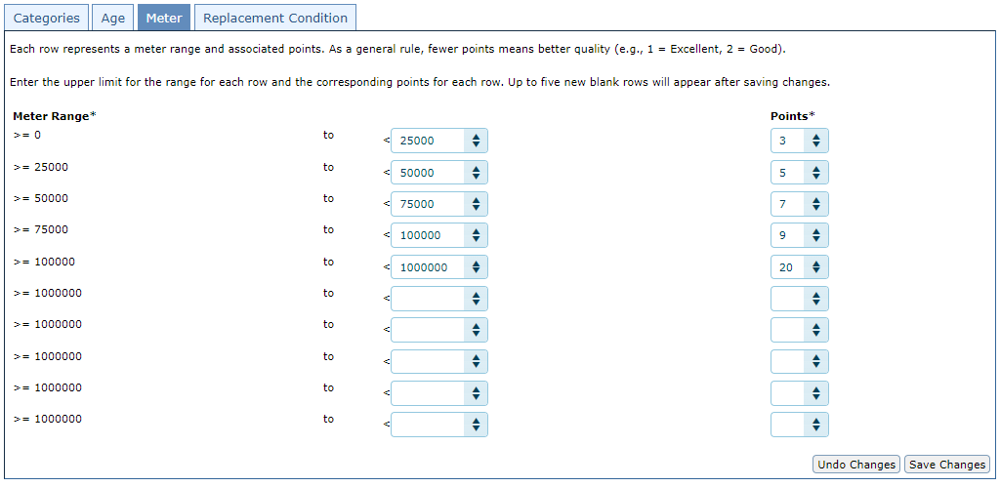 Categories Age Meter Replacement Condition
Each row represents a meter range and associated points. As a general rule, fewer points means better quality (e.g., 1 = Excellent, 2 = Good).
Enter the upper limit for the range for each row and the corresponding points for each row. Up to five new blank rows will appear after saving changes.
Meter Range* Points*
>= 0 to < 25000 3
>= 25000 to < 50000 5
>= 50000 to < 75000 7
>= 75000 to < 100000 9
>= 100000 to < 1000000 20
>= 1000000 to <
>= 1000000 to <
>= 1000000 to <
>= 1000000 to <
>= 1000000 to <
Undo Changes Save Changes